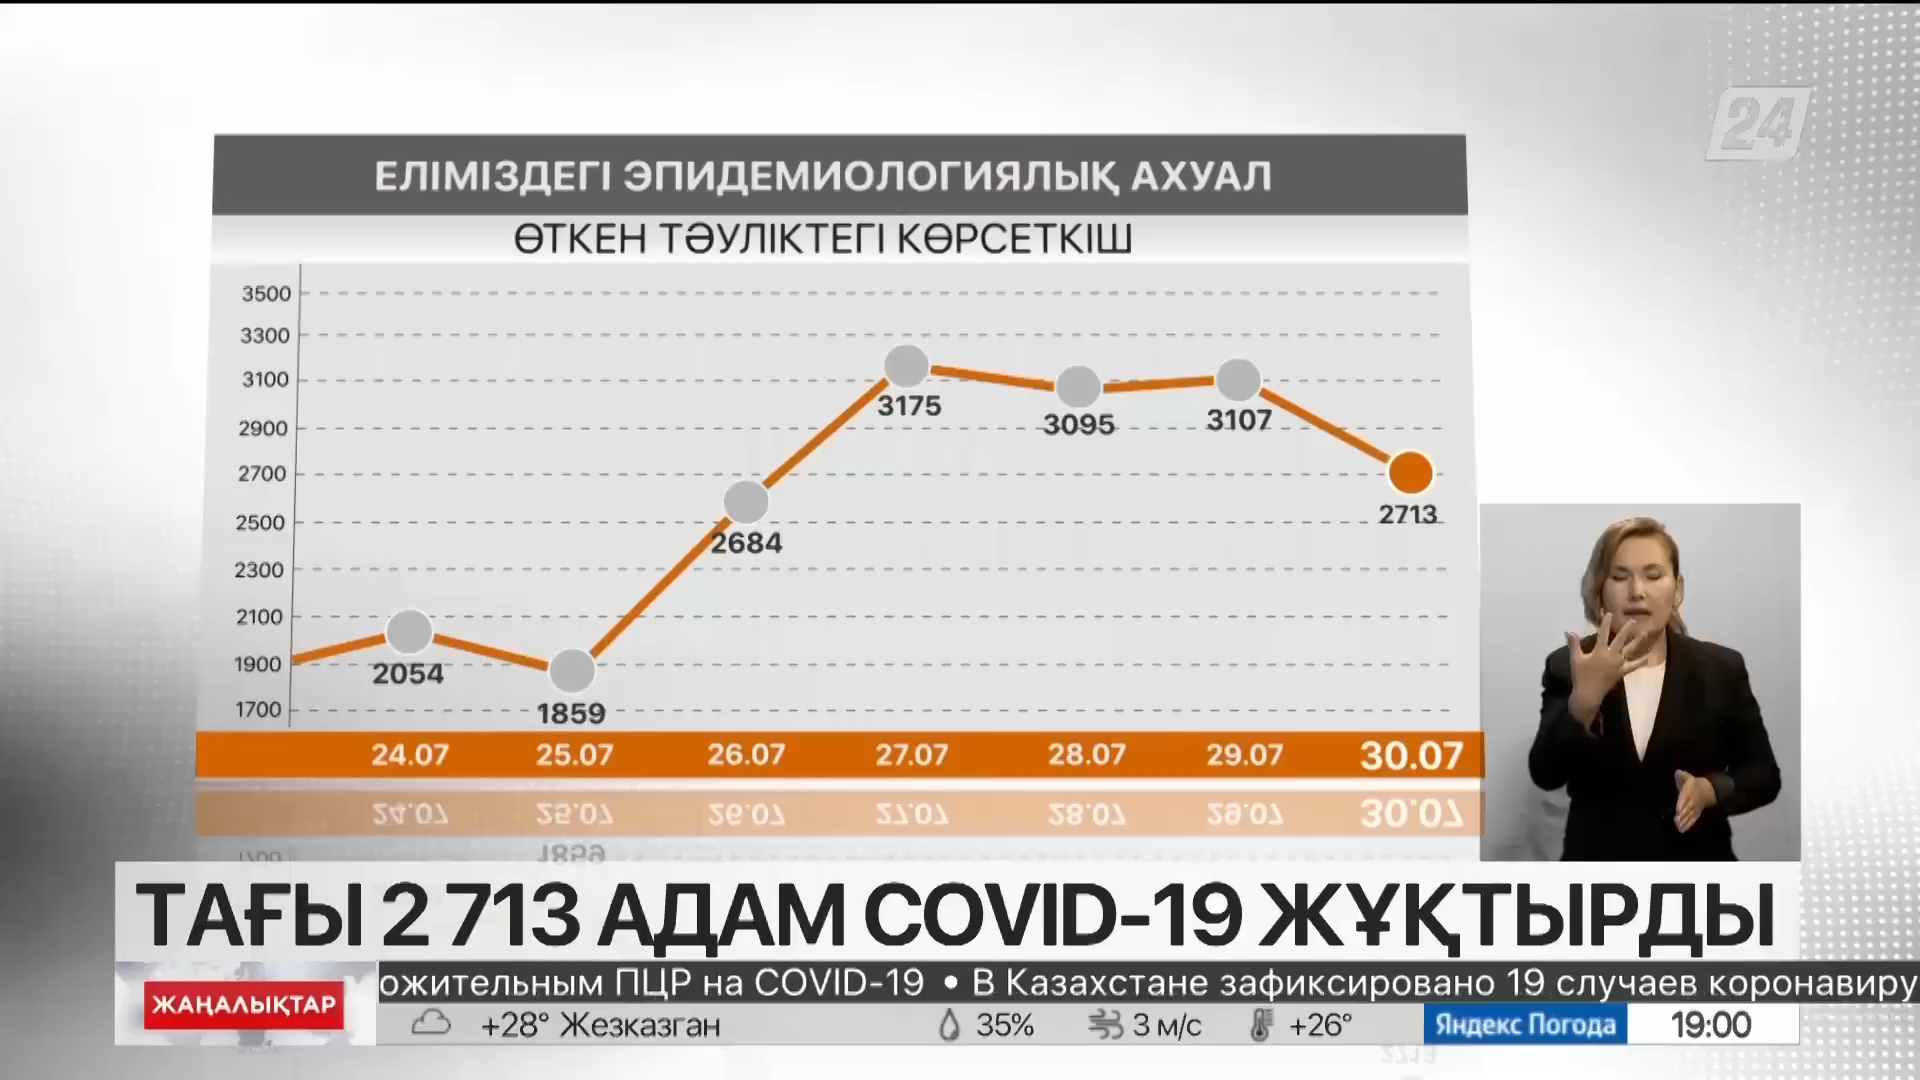 24
ЕЛІМІЗДЕГІ ЭПИДЕМИОЛОГИЯЛЫҚ АХУАЛ
ӨТКЕН ТӘУЛІКТЕГІ КӨРСЕТКІШ
3500
3300
3100
2900
2700
2500
2300
2100
1900
1700
2054
1859
2684
3175
3095
3107
2713
24.07 25.07 26.07 27.07 28.07 29.07 30.07
ТАҒЫ 2 713 АДАМ COVID-19 ЖҰҚТЫРДЫ
ожительным ПЦР на COVID-19 • В Казахстане зафиксировано 19 случаев коронавиру
ЖАҢАЛЫҚТАР
+28° Жезказган 35% 3 м/с +26° Яндекс Погода 19:00